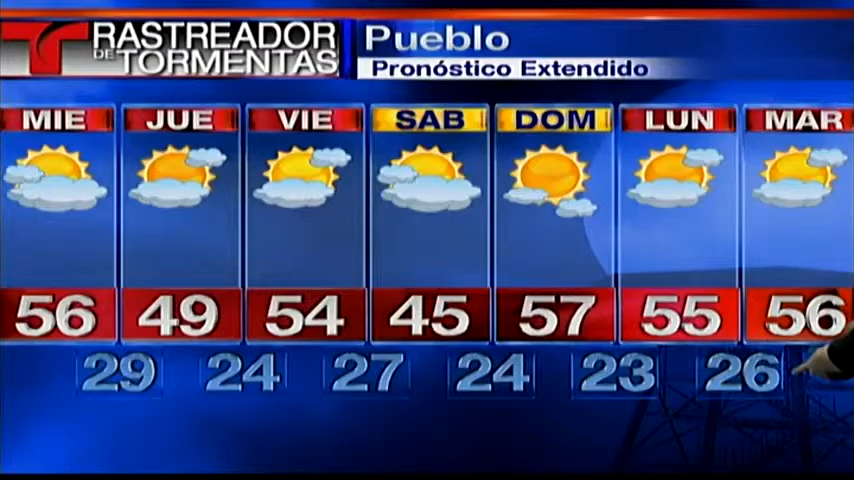 T RASTREADOR
DE TORMENTAS
Pueblo
Pronóstico Extendido
MIE JUE VIE SAB DOM LUN MAR
56 49 54 45 57 55 56
29 24 27 24 23 26